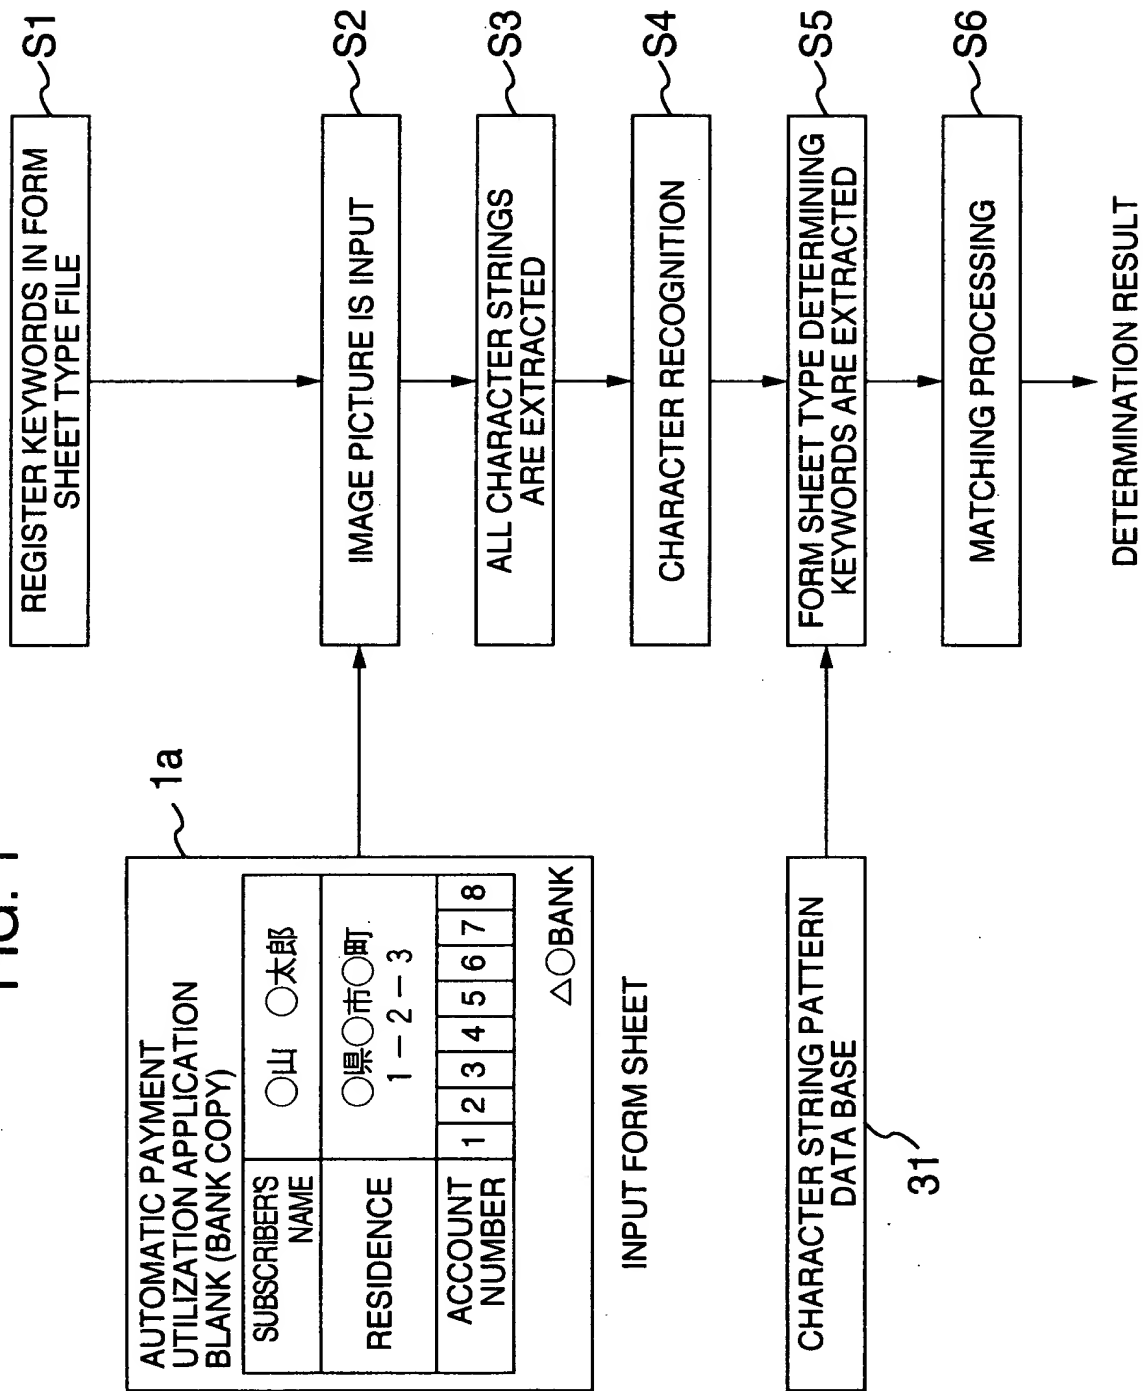 FIG. 1
REGISTER KEYWORDS IN FORM
SHEET TYPE FILE
S1
AUTOMATIC PAYMENT
UTILIZATION APPLICATION
BLANK (BANK COPY)
SUBSCRIBER'S
NAME
○山 ○太郎
RESIDENCE
○県○市○町
1－2－3
ACCOUNT
NUMBER
1 2 3 4 5 6 7 8
△○BANK
1a
INPUT FORM SHEET
IMAGE PICTURE IS INPUT
S2
ALL CHARACTER STRINGS
ARE EXTRACTED
S3
CHARACTER RECOGNITION
S4
CHARACTER STRING PATTERN
DATA BASE
31
FORM SHEET TYPE DETERMINING
KEYWORDS ARE EXTRACTED
S5
MATCHING PROCESSING
S6
DETERMINATION RESULT